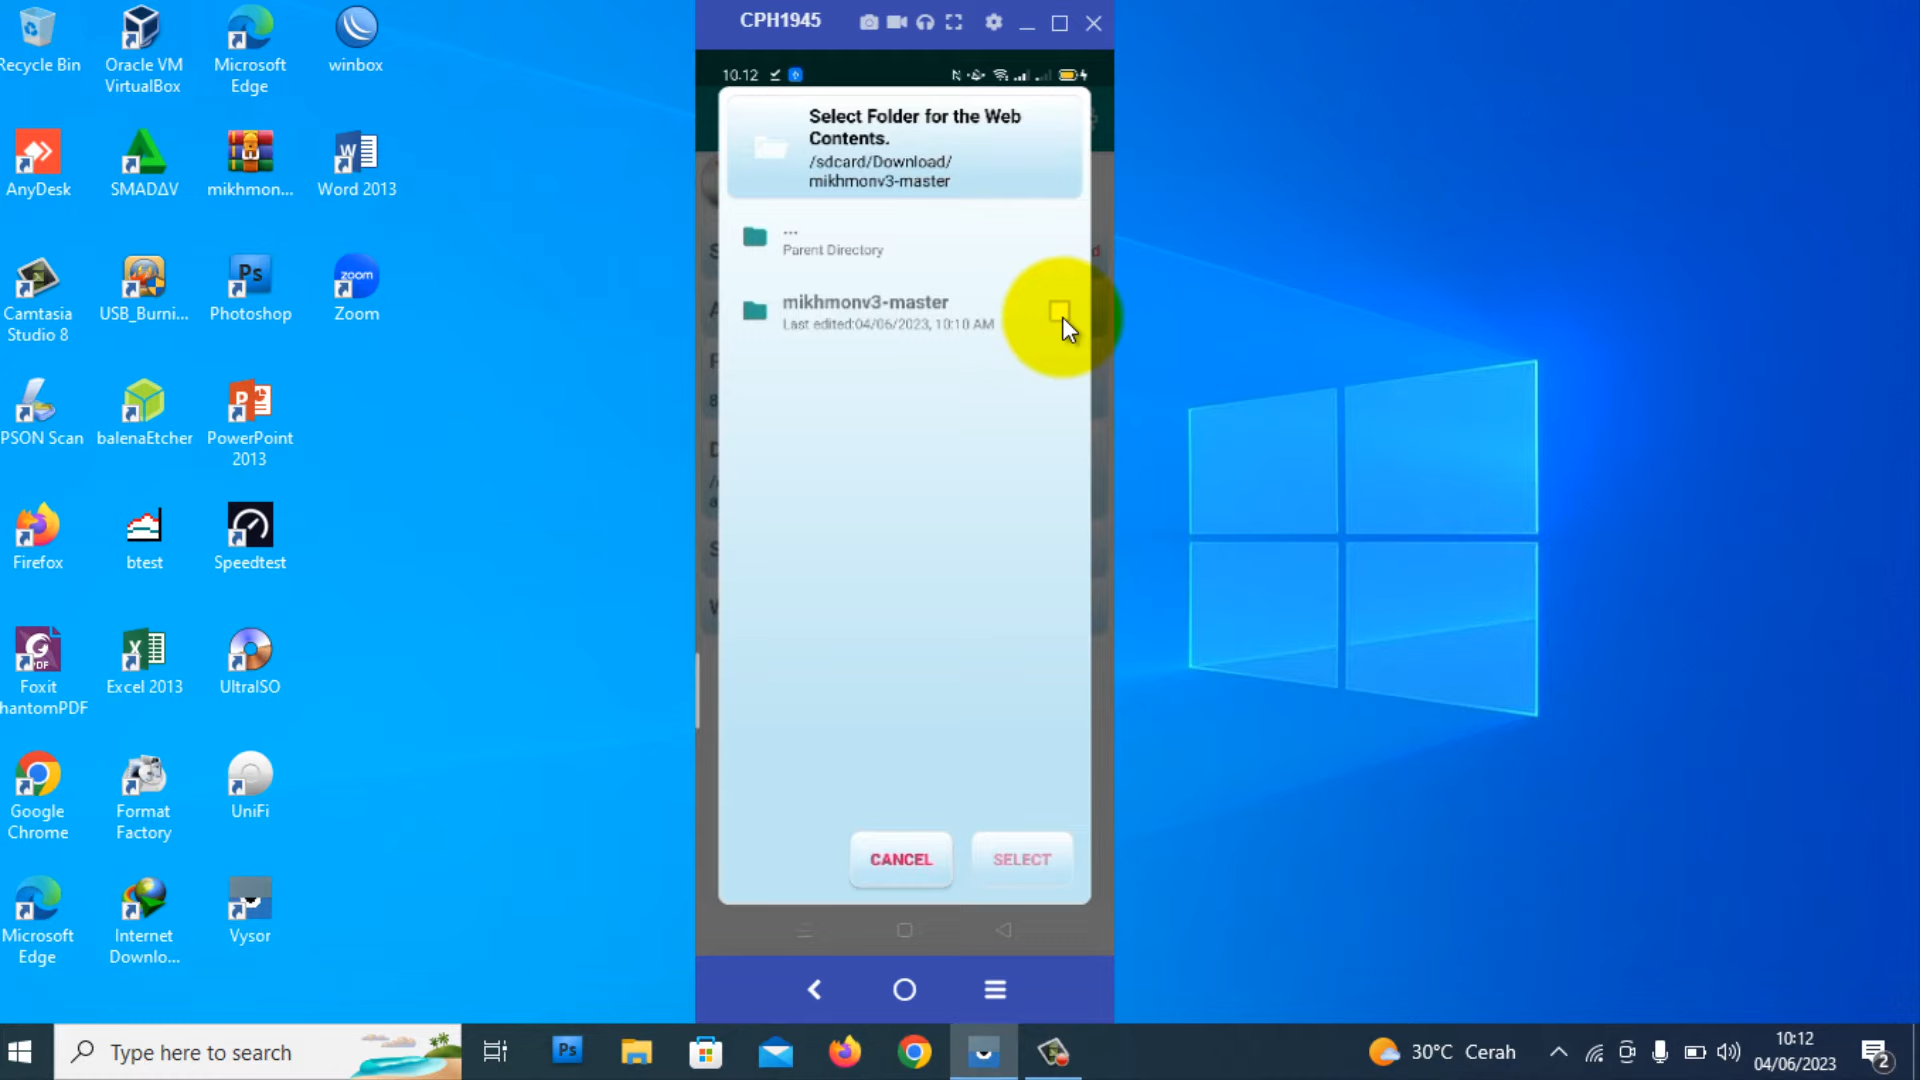 Recycle Bin
Oracle VM
VirtualBox
Microsoft
Edge
winbox
AnyDesk
SMADΔV
mikhmon...
Word 2013
Camtasia
Studio 8
USB_Burni...
Photoshop
Zoom
PSON Scan
balenaEtcher
PowerPoint
2013
Firefox
btest
Speedtest
Foxit
hantomPDF
Excel 2013
UltraISO
Google
Chrome
Format
Factory
UniFi
Microsoft
Edge
Internet
Downlo...
Vysor
CPH1945
10.12
Select Folder for the Web
Contents.
/sdcard/Download/
mikhmonv3-master
...
Parent Directory
mikhmonv3-master
Last edited:04/06/2023, 10:10 AM
CANCEL
SELECT
Type here to search
30°C Cerah
10:12
04/06/2023
2